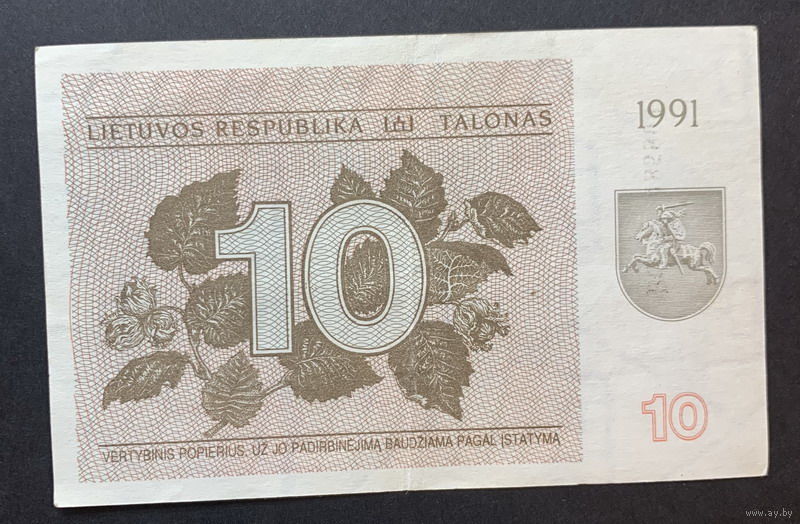 1991
LIETUVOS RESPUBLIKA TALONAS
10
10
VERTYBINIS POPIERIUS, UŽ JO PADIRBINĖJIMĄ BAUDŽIAMA PAGAL ĮSTATYMĄ
www.ay.by